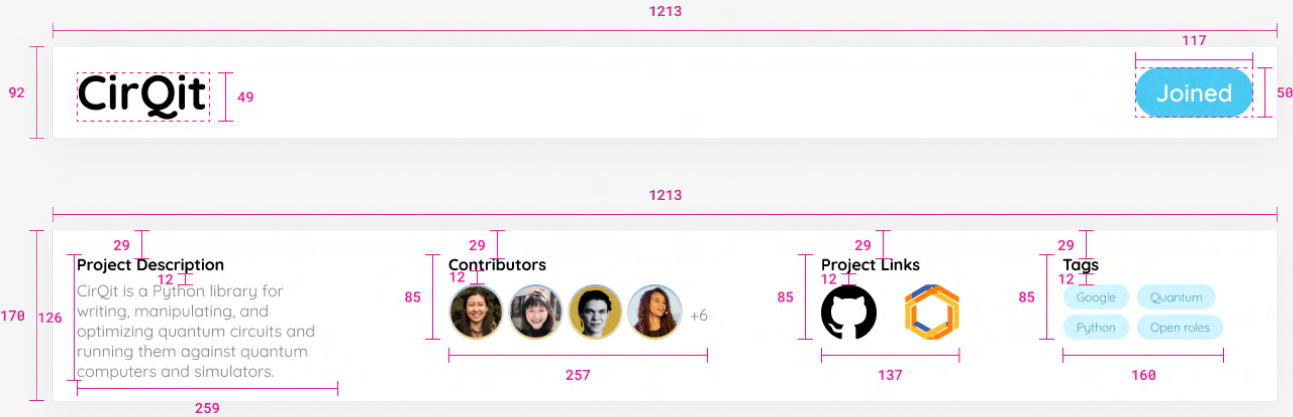 1213
117
92
CirQit
49
Joined
50
1213
29
29
29
29
Project Description
Contributors
Project Links
Tags
12
12
12
12
CirQit is a Python library for
writing, manipulating, and
optimizing quantum circuits and
running them against quantum
computers and simulators.
170
126
85
+6
85
85
Google
Quantum
Python
Open roles
257
137
160
259